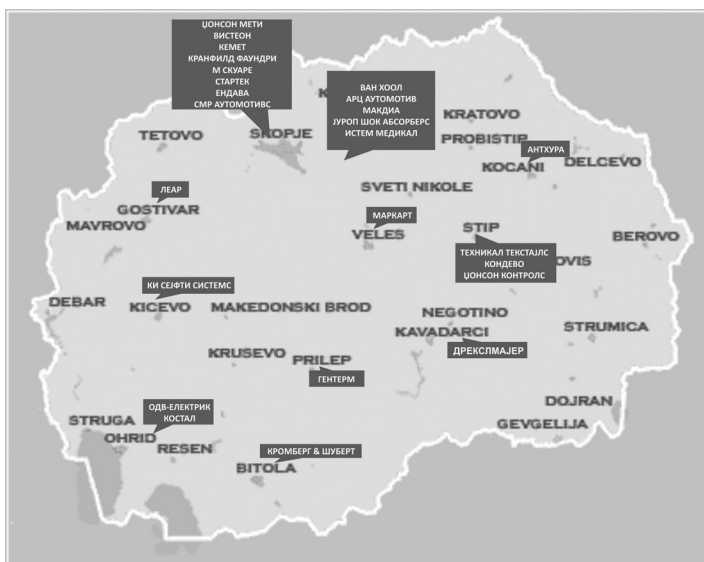 ЏОНСОН МЕТИ
ВИСТЕОН
КЕМЕТ
КРАНФИЛД ФАУНДРИ
М СКУАРЕ
СТАРТЕК
ЕНДАВА
СМР АУТОМОТИВС
ВАН ХООЛ
АРЦ АУТОМОТИВ
МАКДИА
ЈУРОП ШОК АБСОРБЕРС
ИСТЕМ МЕДИКАЛ
KRATOVO
TETOVO
SKOPJE
PROBISTIP
АНТХУРА
KOCANI
DELCEVO
SVETI NIKOLE
ЛЕАР
GOSTIVAR
MAVROVO
МАРКАРТ
VELES
STIP
BEROVO
ТЕХНИКАЛ ТЕКСТАЈЛС
КОНДЕВО
ЏОНСОН КОНТРОЛС
OVIS
КИ СЕЈФТИ СИСТЕМС
DEBAR
KICEVO
MAKEDONSKI BROD
NEGOTINO
KAVADARCI
STRUMICA
ДРЕКСЛМАЈЕР
KRUSEVO
PRILEP
ГЕНТЕРМ
ОДВ-ЕЛЕКТРИК
КОСТАЛ
DOJRAN
STRUGA
GEVGELIJA
OHRID
RESEN
КРОМБЕРГ & ШУБЕРТ
BITOLA